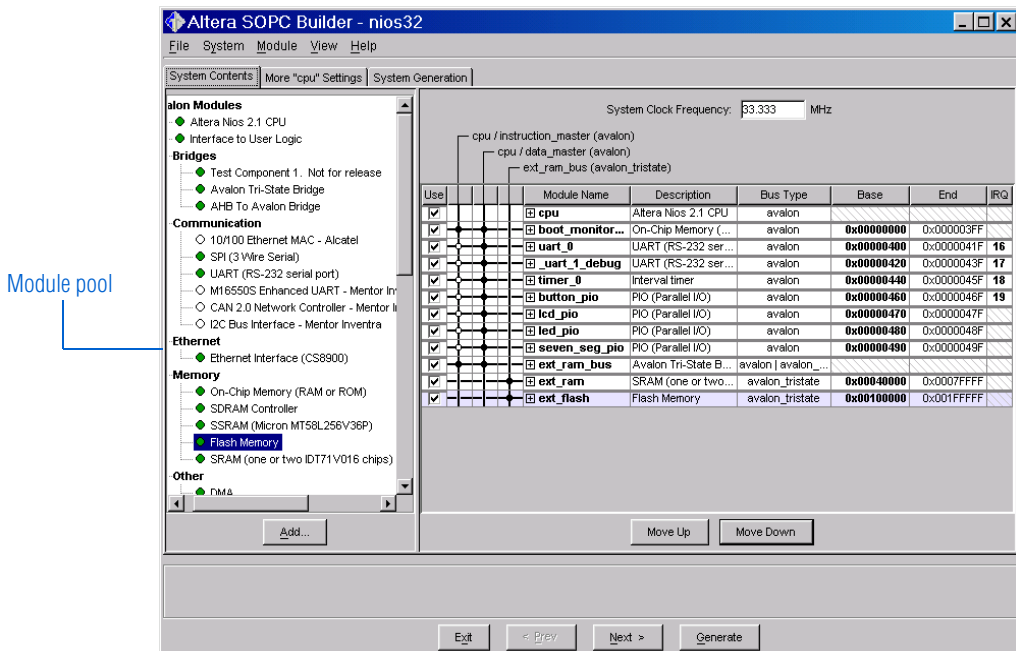 Altera SOPC Builder - nios32
File System Module View Help
System Contents More "cpu" Settings System Generation
alon Modules
Altera Nios 2.1 CPU
Interface to User Logic
Bridges
Test Component 1. Not for release
Avalon Tri-State Bridge
AHB To Avalon Bridge
Communication
10/100 Ethernet MAC - Alcatel
SPI (3 Wire Serial)
UART (RS-232 serial port)
M16550S Enhanced UART - Mentor In
CAN 2.0 Network Controller - Mentor I
I2C Bus Interface - Mentor Inventra
Ethernet
Ethernet Interface (CS8900)
Memory
On-Chip Memory (RAM or ROM)
SDRAM Controller
SSRAM (Micron MT58L256V36P)
Flash Memory
SRAM (one or two IDT71V016 chips)
Other
DMA
Add...
Module pool
System Clock Frequency: 33.333 MHz
cpu / instruction_master (avalon)
cpu / data_master (avalon)
ext_ram_bus (avalon_tristate)
Use Module Name Description Bus Type Base End IRQ
cpu Altera Nios 2.1 CPU avalon
boot_monitor... On-Chip Memory (... avalon 0x00000000 0x000003FF
uart_0 UART (RS-232 ser... avalon 0x00000400 0x0000041F 16
_uart_1_debug UART (RS-232 ser... avalon 0x00000420 0x0000043F 17
timer_0 Interval timer avalon 0x00000440 0x0000045F 18
button_pio PIO (Parallel I/O) avalon 0x00000460 0x0000046F 19
lcd_pio PIO (Parallel I/O) avalon 0x00000470 0x0000047F
led_pio PIO (Parallel I/O) avalon 0x00000480 0x0000048F
seven_seg_pio PIO (Parallel I/O) avalon 0x00000490 0x0000049F
ext_ram_bus Avalon Tri-State B... avalon | avalon_...
ext_ram SRAM (one or two... avalon_tristate 0x00040000 0x0007FFFF
ext_flash Flash Memory avalon_tristate 0x00100000 0x001FFFFF
Move Up Move Down
Exit < Prev Next > Generate